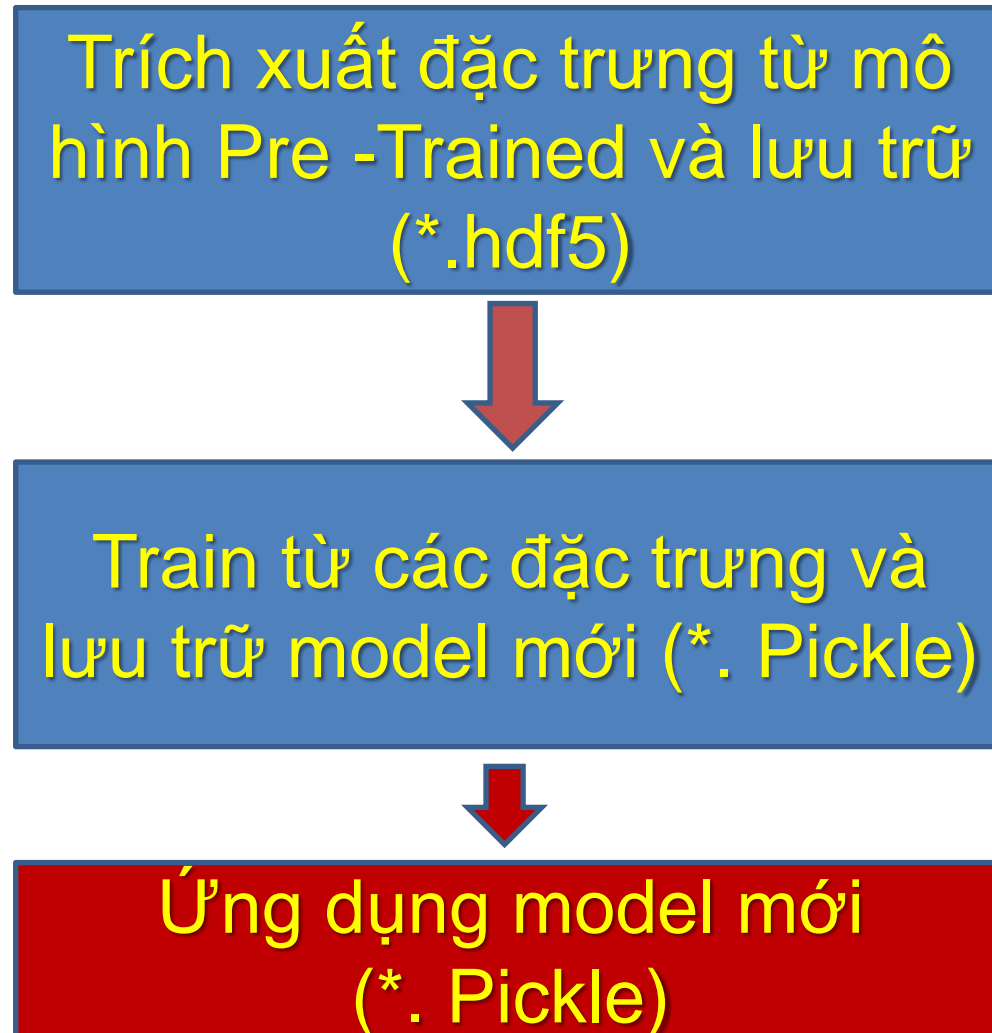 Trích xuất đặc trưng từ mô
hình Pre -Trained và lưu trữ
(*.hdf5)
Train từ các đặc trưng và
lưu trữ model mới (*. Pickle)
Ứng dụng model mới
(*. Pickle)